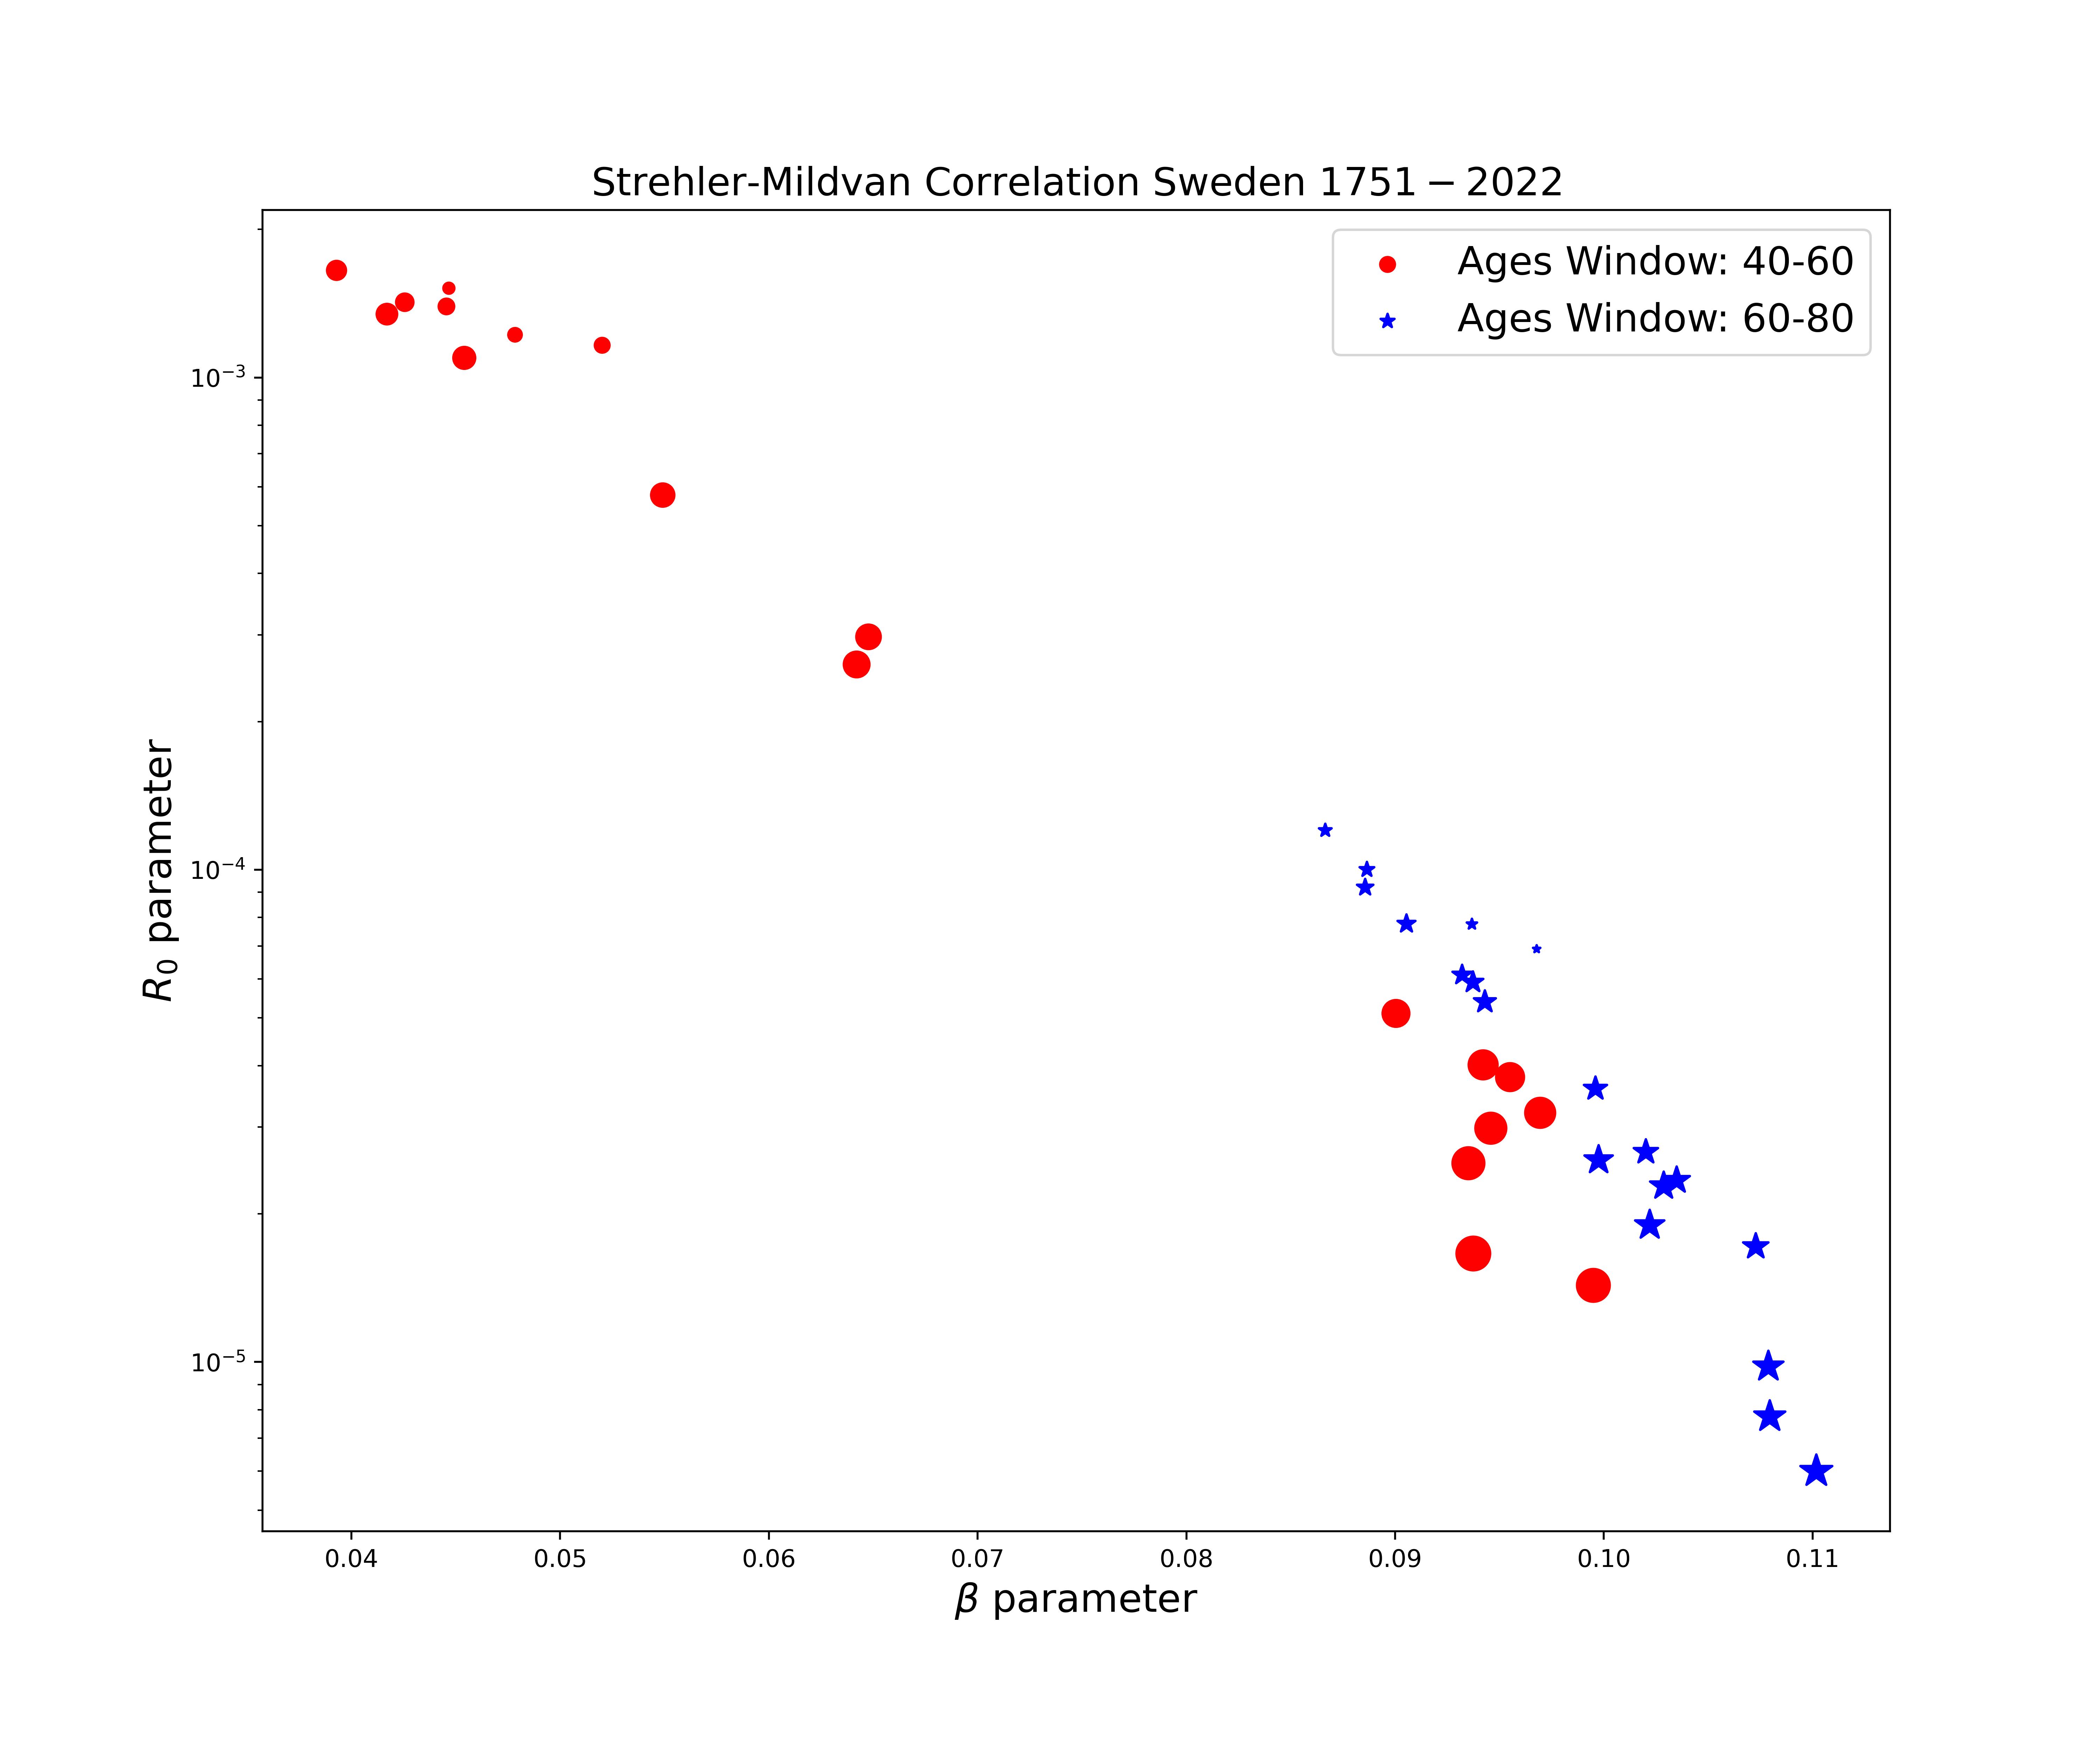 Strehler-Mildvan Correlation Sweden 1751 − 2022
Ages Window: 40-60
Ages Window: 60-80
10⁻³
10⁻⁴
10⁻⁵
R₀ parameter
0.04 0.05 0.06 0.07 0.08 0.09 0.10 0.11
β parameter